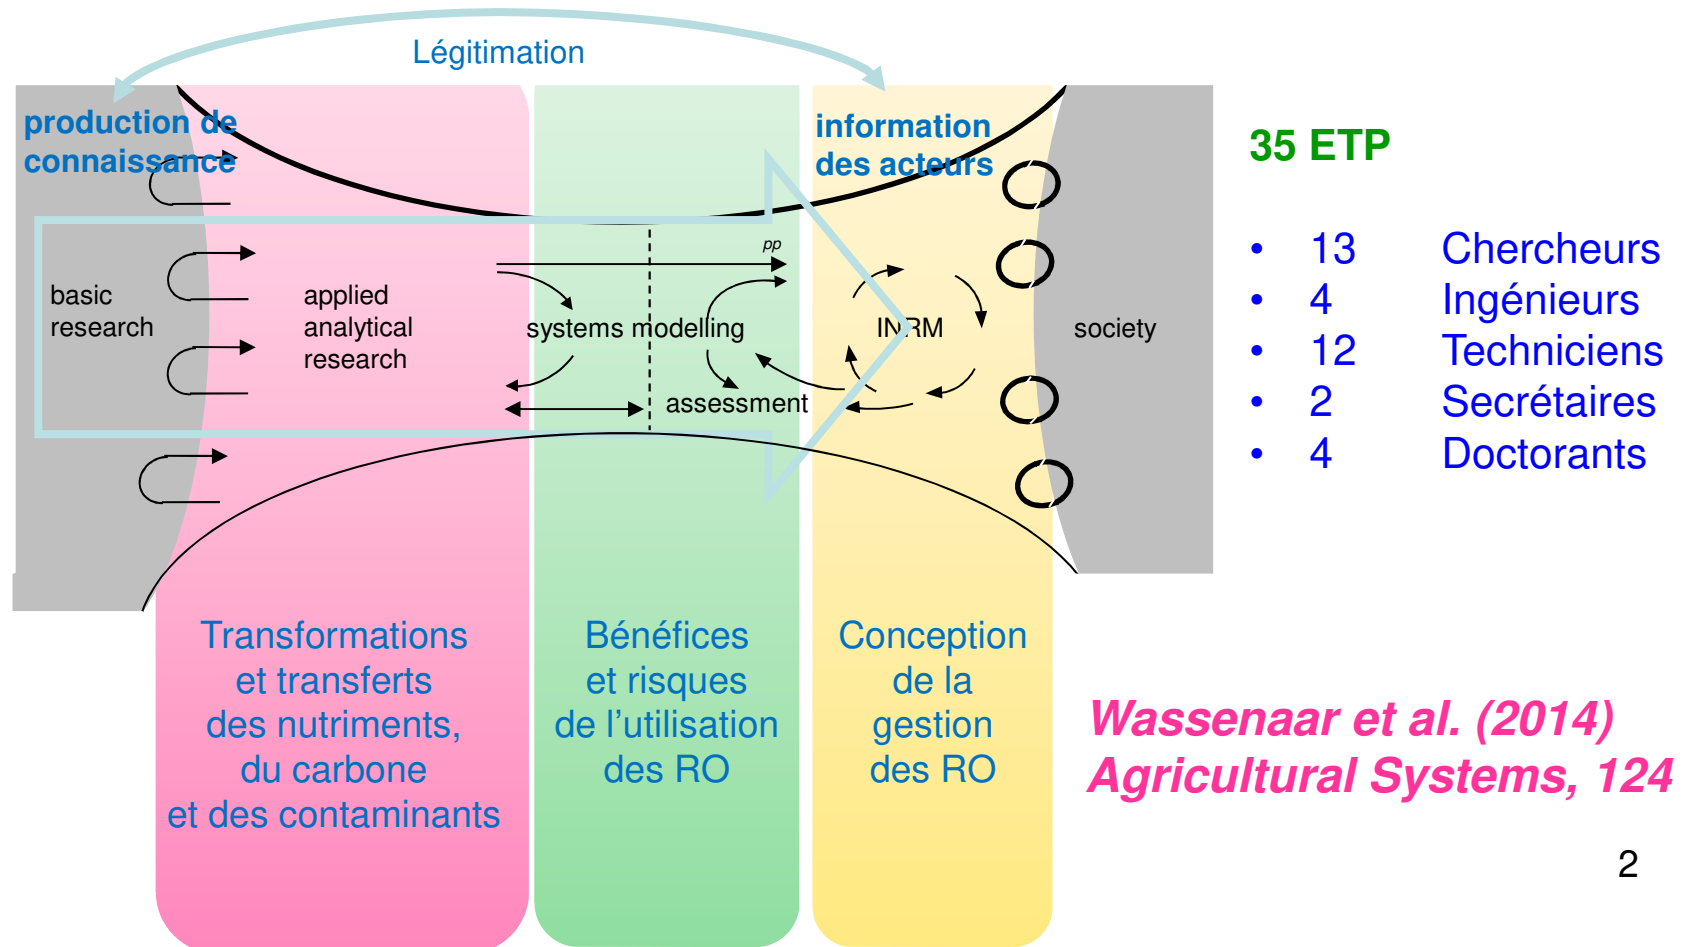 Légitimation
production de
connaissance
information
des acteurs
pp
basic
research
applied
analytical
research
systems modelling
assessment
INRM
society
35 ETP
• 13 Chercheurs
• 4 Ingénieurs
• 12 Techniciens
• 2 Secrétaires
• 4 Doctorants
Transformations
et transferts
des nutriments,
du carbone
et des contaminants
Bénéfices
et risques
de l’utilisation
des RO
Conception
de la
gestion
des RO
Wassenaar et al. (2014)
Agricultural Systems, 124
2